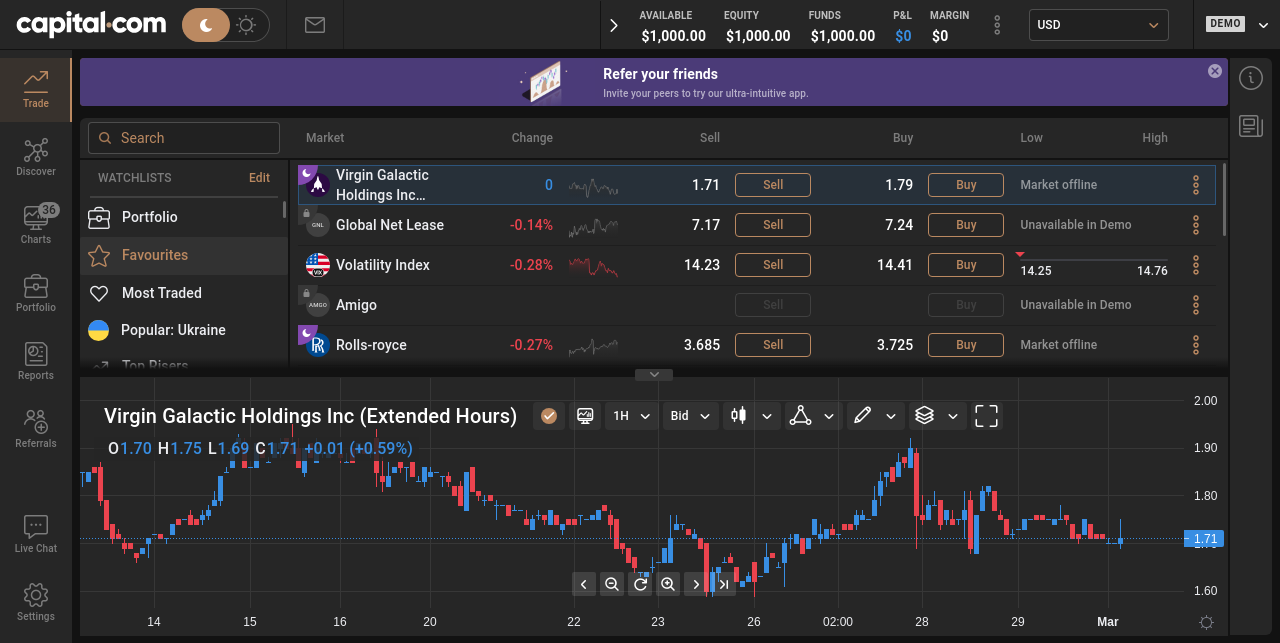 capital.com
AVAILABLE EQUITY FUNDS P&L MARGIN
$1,000.00 $1,000.00 $1,000.00 $0 $0
USD
DEMO
Trade
Discover
36
Charts
Portfolio
Reports
Referrals
Live Chat
Settings
Refer your friends
Invite your peers to try our ultra-intuitive app.
Search
WATCHLISTS Edit
Portfolio
Favourites
Most Traded
Popular: Ukraine
Top Risers
Market Change Sell Buy Low High
Virgin Galactic
Holdings Inc... 0 1.71 Sell 1.79 Buy Market offline
GNL Global Net Lease -0.14% 7.17 Sell 7.24 Buy Unavailable in Demo
VIX Volatility Index -0.28% 14.23 Sell 14.41 Buy 14.25 14.76
AMGO Amigo Sell Buy Unavailable in Demo
RR Rolls-royce -0.27% 3.685 Sell 3.725 Buy Market offline
Virgin Galactic Holdings Inc (Extended Hours) 1H Bid
O1.70 H1.75 L1.69 C1.71 +0.01 (+0.59%)
2.00
1.90
1.80
1.71
1.60
14 15 16 20 22 23 26 02:00 28 29 Mar